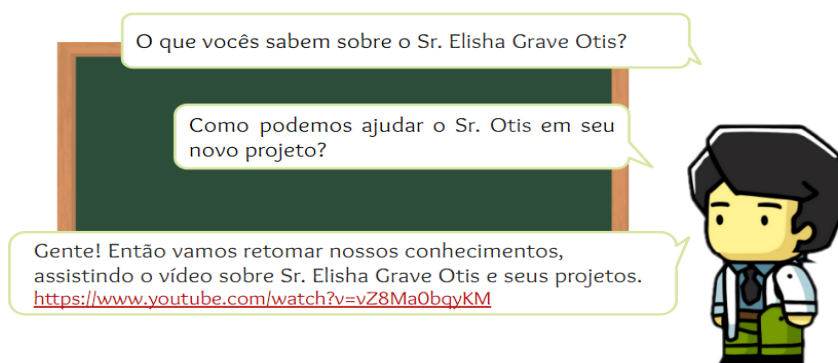 O que vocês sabem sobre o Sr. Elisha Grave Otis?
Como podemos ajudar o Sr. Otis em seu
novo projeto?
Gente! Então vamos retomar nossos conhecimentos,
assistindo o vídeo sobre Sr. Elisha Grave Otis e seus projetos.
https://www.youtube.com/watch?v=vZ8Ma0bqyKM